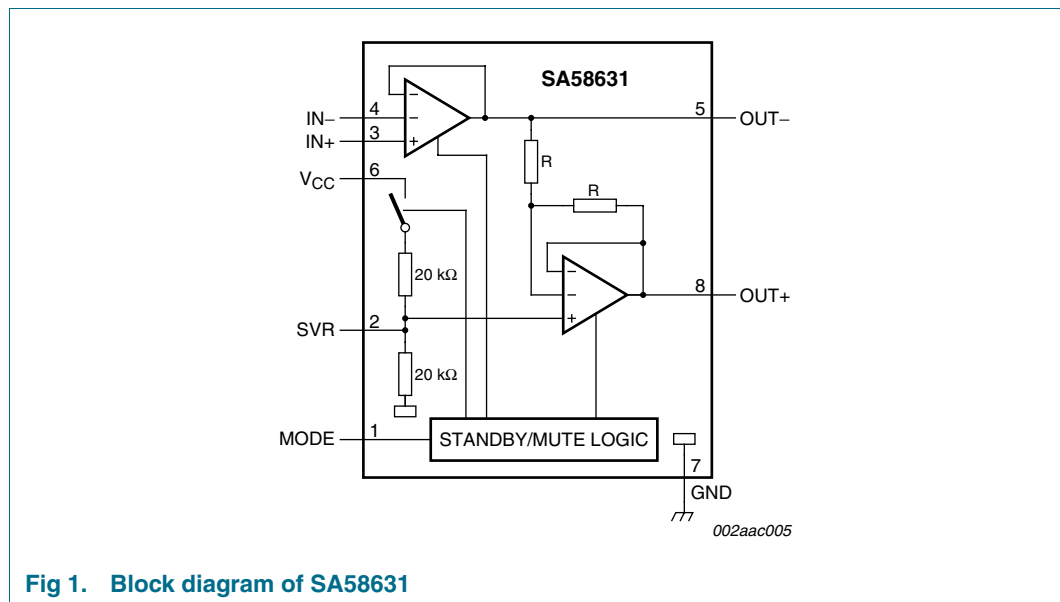 SA58631
IN− 4
IN+ 3
VCC 6
5 OUT−
R
R
20 kΩ
8 OUT+
SVR 2
20 kΩ
MODE 1
STANDBY/MUTE LOGIC
7
GND
002aac005
Fig 1. Block diagram of SA58631